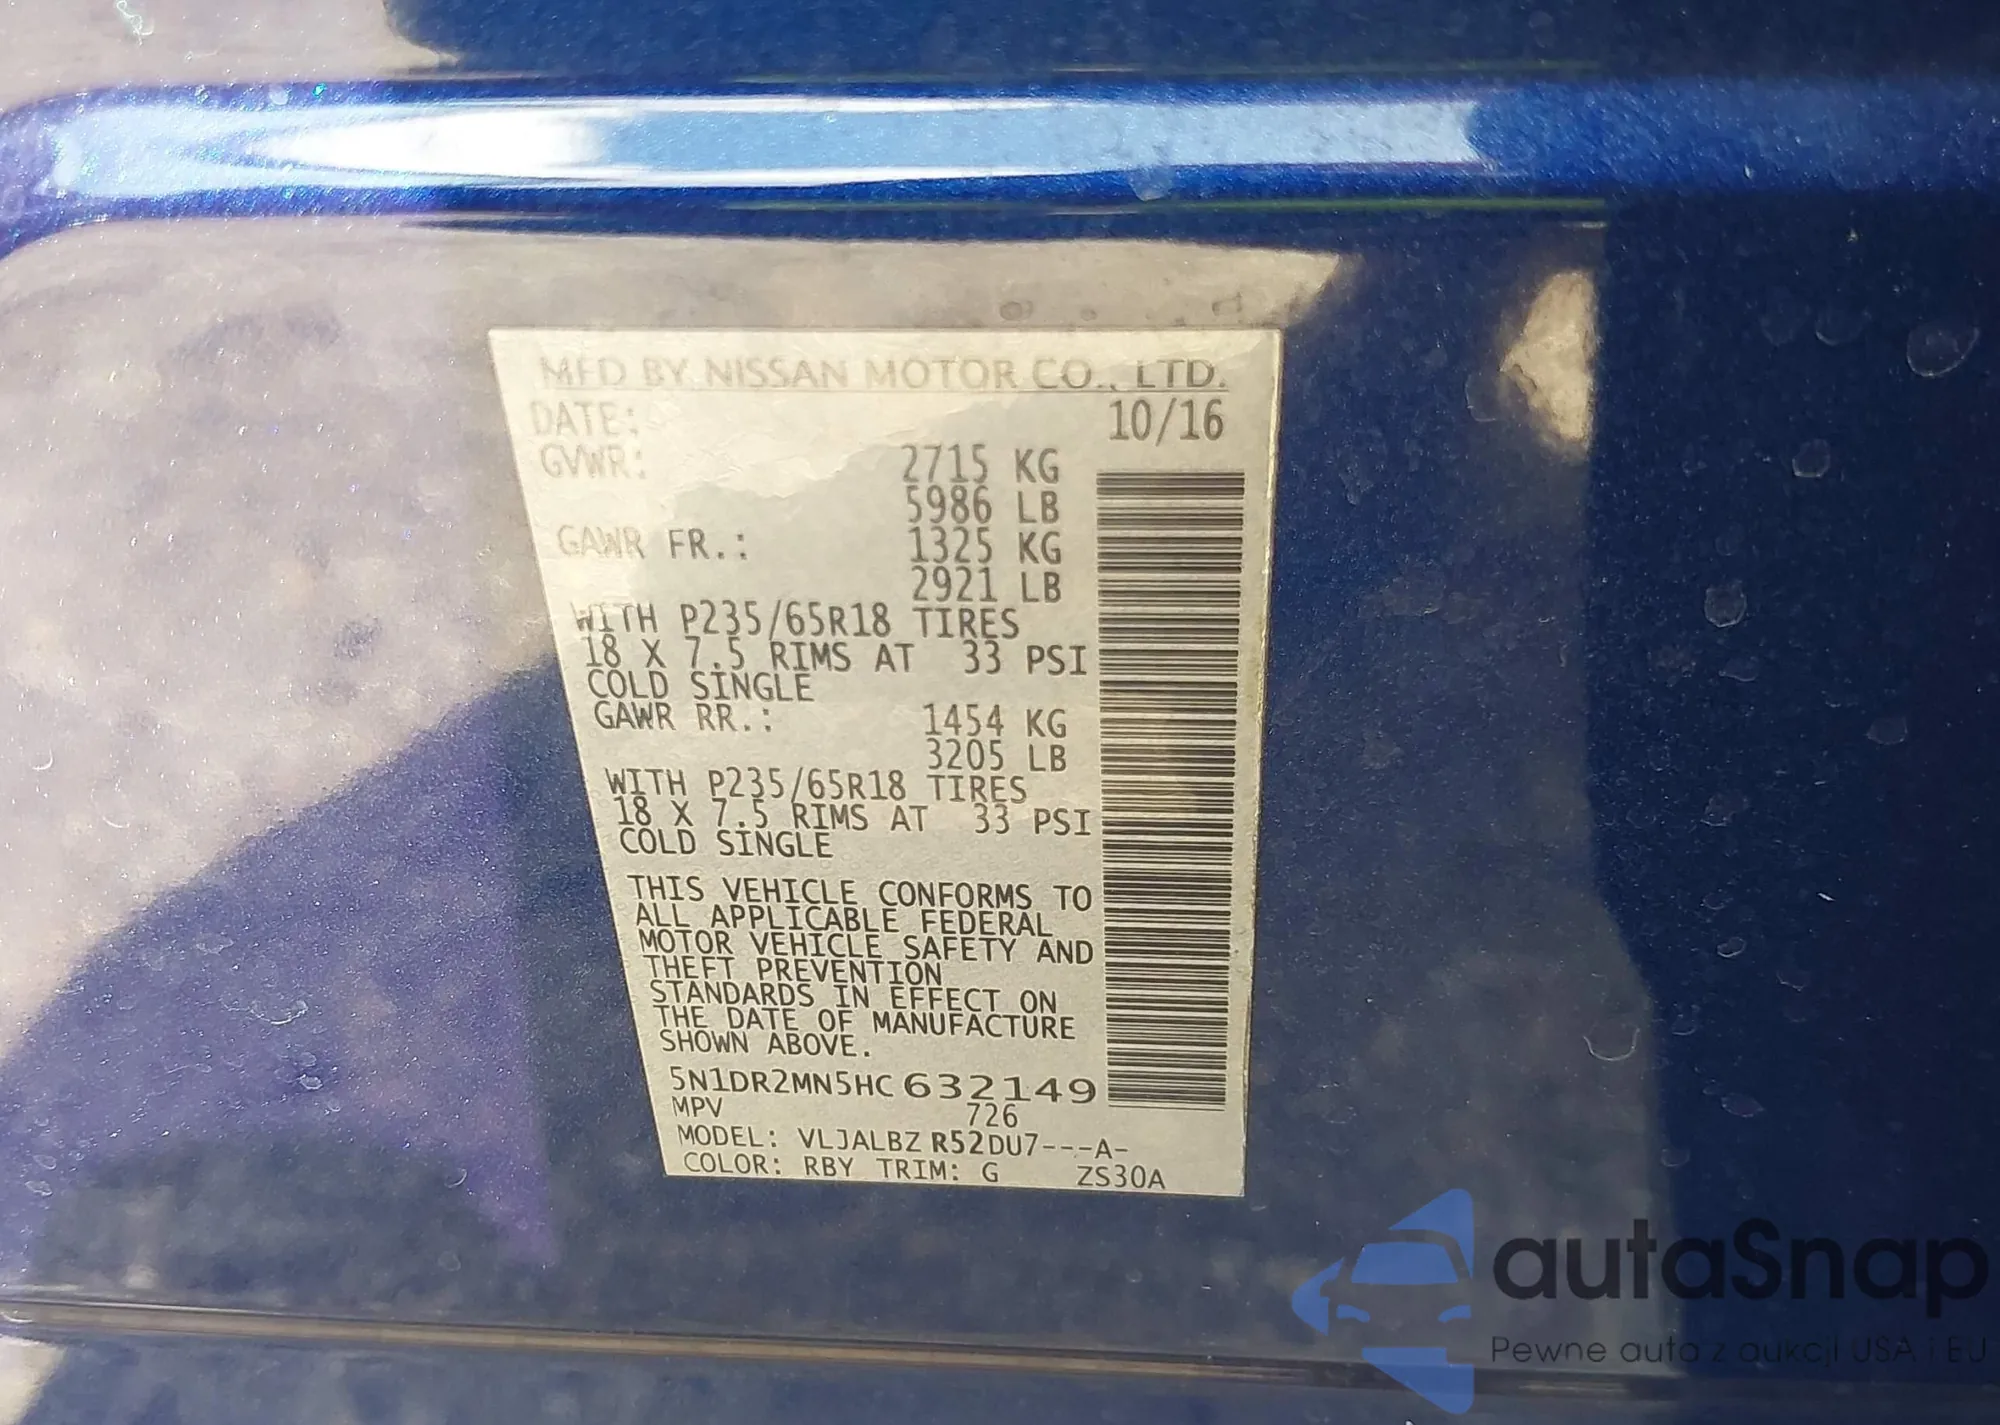 MFD BY NISSAN MOTOR CO., LTD.
DATE: 10/16
GVWR: 2715 KG
5986 LB
GAWR FR.: 1325 KG
2921 LB
WITH P235/65R18 TIRES
18 X 7.5 RIMS AT 33 PSI
COLD SINGLE
GAWR RR.: 1454 KG
3205 LB
WITH P235/65R18 TIRES
18 X 7.5 RIMS AT 33 PSI
COLD SINGLE
THIS VEHICLE CONFORMS TO
ALL APPLICABLE FEDERAL
MOTOR VEHICLE SAFETY AND
THEFT PREVENTION
STANDARDS IN EFFECT ON
THE DATE OF MANUFACTURE
SHOWN ABOVE.
5N1DR2MN5HC632149
MPV 726
MODEL: VLJALBZ R52DU7---A-
COLOR: RBY TRIM: G ZS30A
autaSnap
Pewne auta z aukcji USA i EU